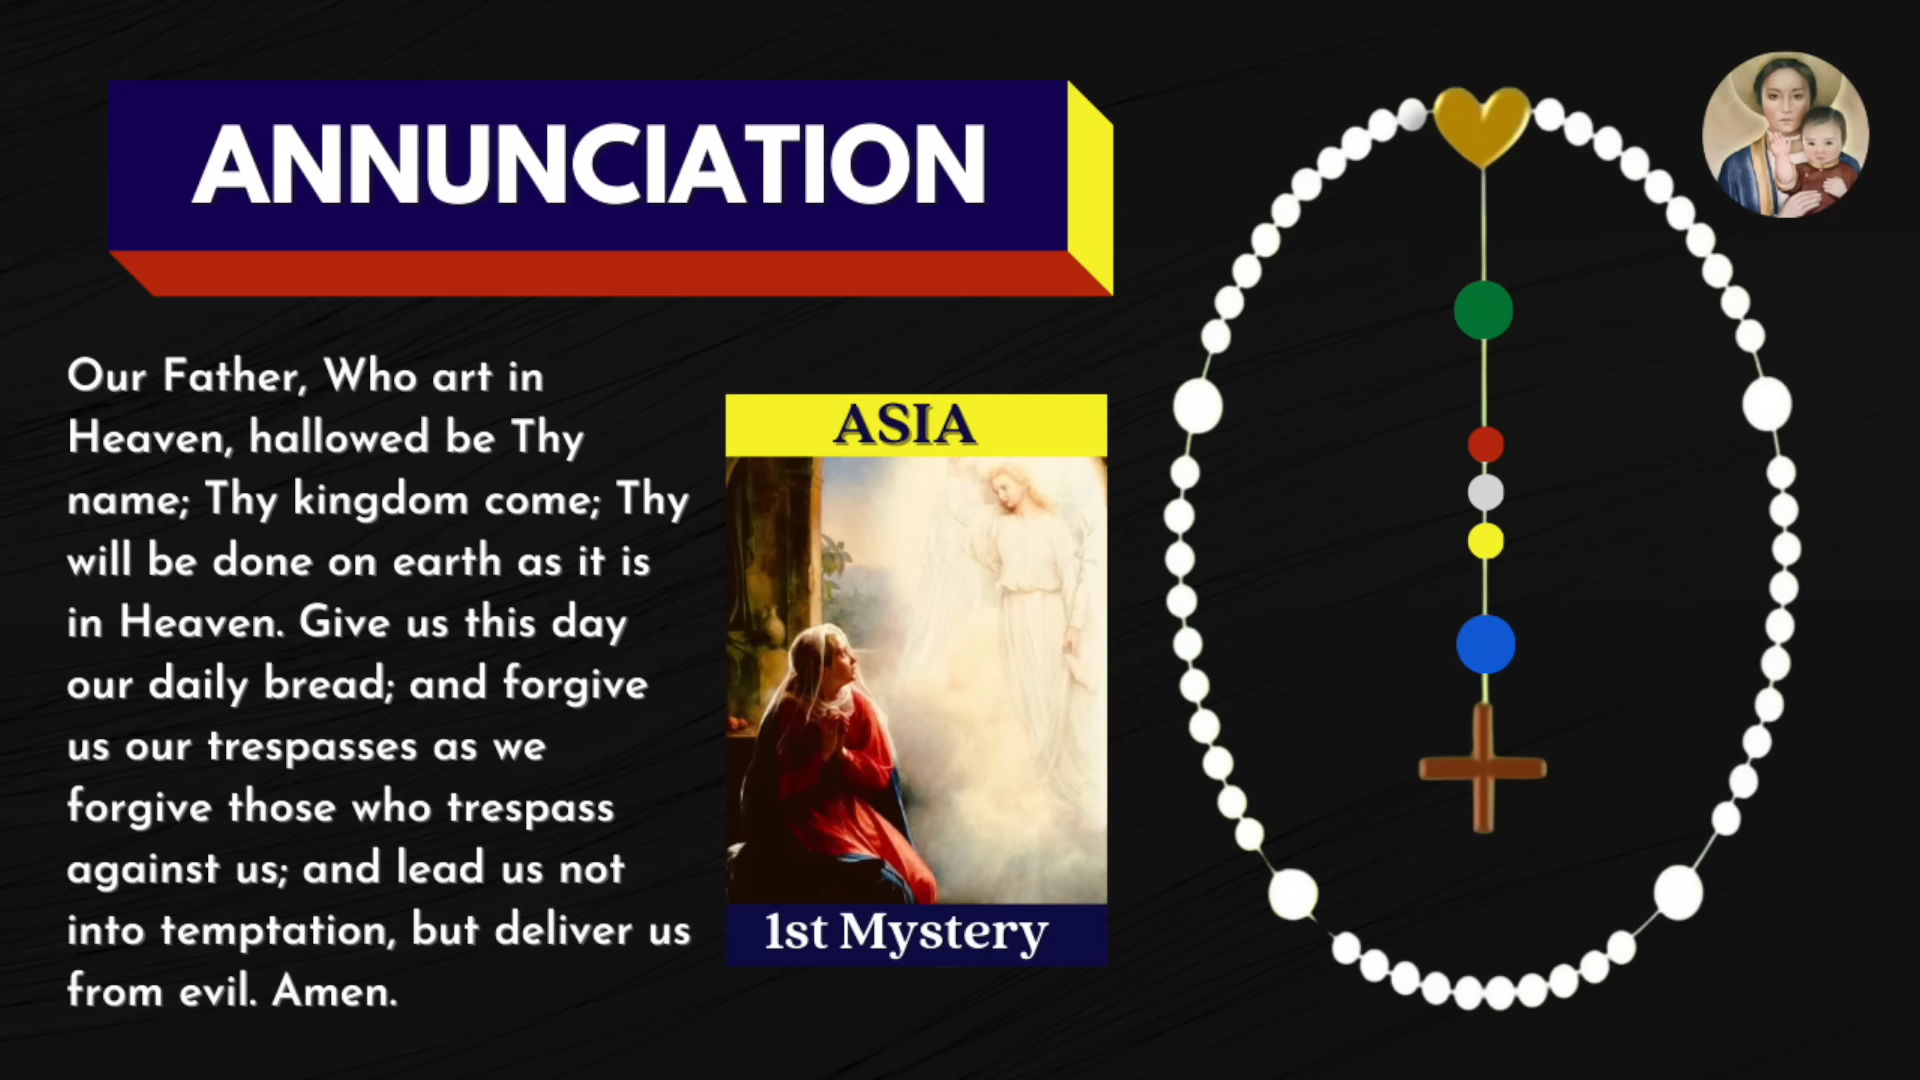 ANNUNCIATION
Our Father, Who art in
Heaven, hallowed be Thy
name; Thy kingdom come; Thy
will be done on earth as it is
in Heaven. Give us this day
our daily bread; and forgive
us our trespasses as we
forgive those who trespass
against us; and lead us not
into temptation, but deliver us
from evil. Amen.
ASIA
1st Mystery